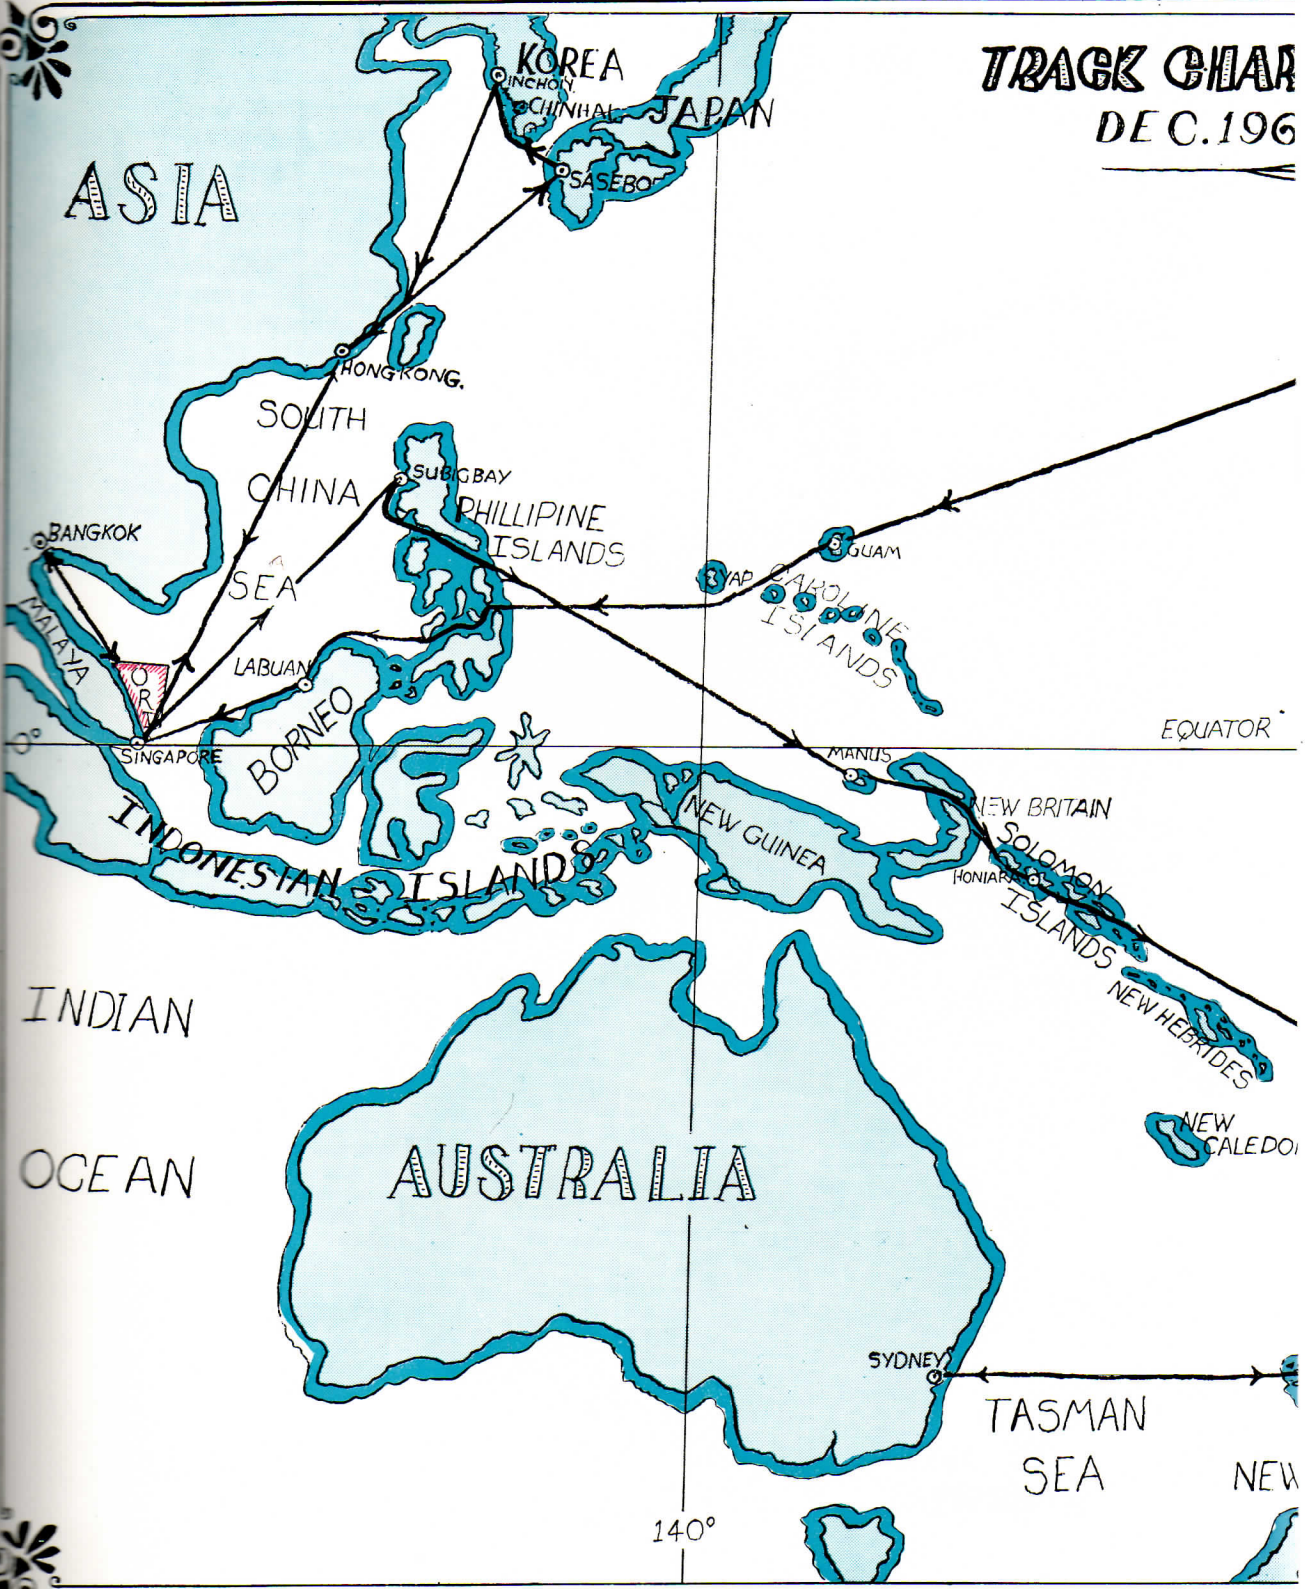 TRACK CHAR
DEC.196
KOREA
INCHON.
CHINHAE
JAPAN
SASEBO
ASIA
HONG KONG.
SOUTH
CHINA
SEA
SUBIG BAY
PHILLIPINE
ISLANDS
BANGKOK
GUAM
YAP
CAROLINE
ISLANDS
MALAYA
LABUAN
BORNEO
0°
SINGAPORE
EQUATOR
MANUS
NEW BRITAIN
NEW GUINEA
SOLOMON
ISLANDS
HONIARA
INDONESIAN ISLANDS
NEW HEBRIDES
INDIAN
OCEAN
NEW
CALEDO
AUSTRALIA
SYDNEY
TASMAN
SEA
NEW
140°